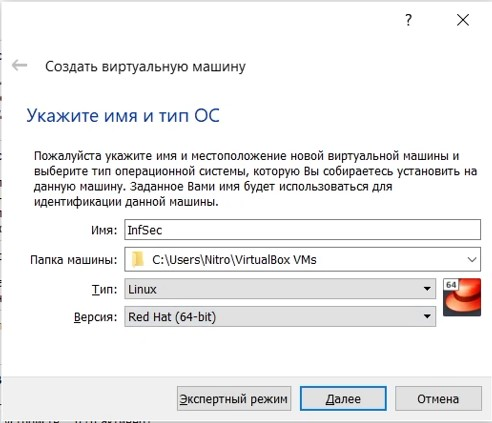 ?
Создать виртуальную машину
Укажите имя и тип ОС
Пожалуйста укажите имя и местоположение новой виртуальной машины и
выберите тип операционной системы, которую Вы собираетесь установить на
данную машину. Заданное Вами имя будет использоваться для
идентификации данной машины.
Имя: InfSec
Папка машины: C:\Users\Nitro\VirtualBox VMs
Тип: Linux
64
Версия: Red Hat (64-bit)
Экспертный режим Далее Отмена